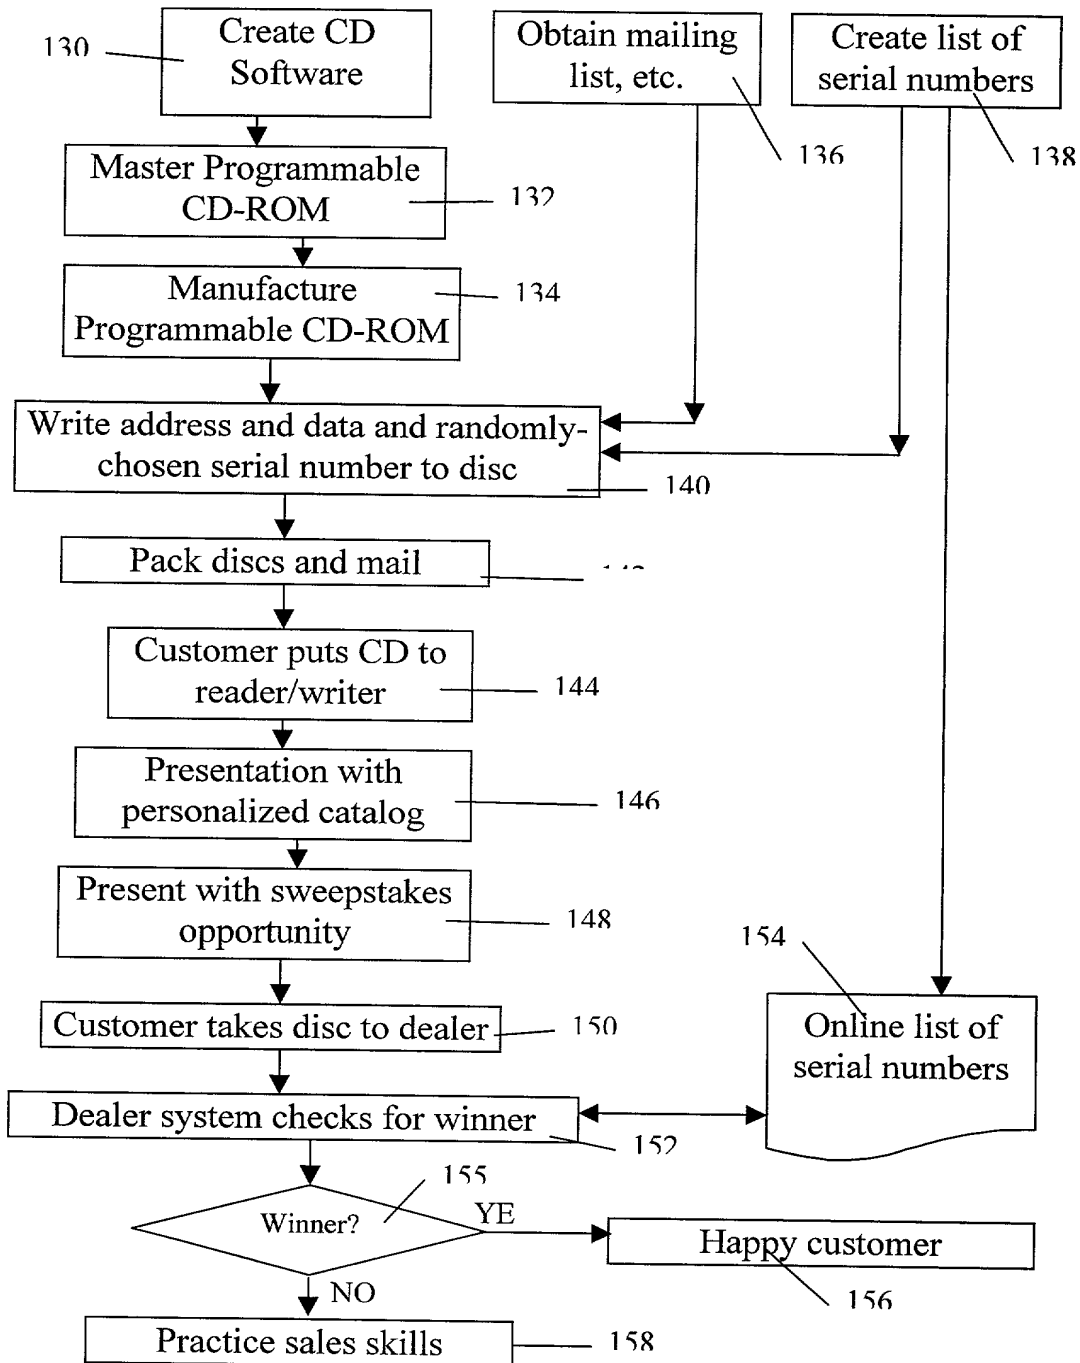 Create CD
Software
130
Obtain mailing
list, etc.
136
Create list of
serial numbers
138
Master Programmable
CD-ROM
132
Manufacture
Programmable CD-ROM
134
Write address and data and randomly-
chosen serial number to disc
140
Pack discs and mail
Customer puts CD to
reader/writer
144
Presentation with
personalized catalog
146
Present with sweepstakes
opportunity
148
Customer takes disc to dealer
150
154
Online list of
serial numbers
Dealer system checks for winner
152
155
Winner?
YE
Happy customer
156
NO
Practice sales skills
158